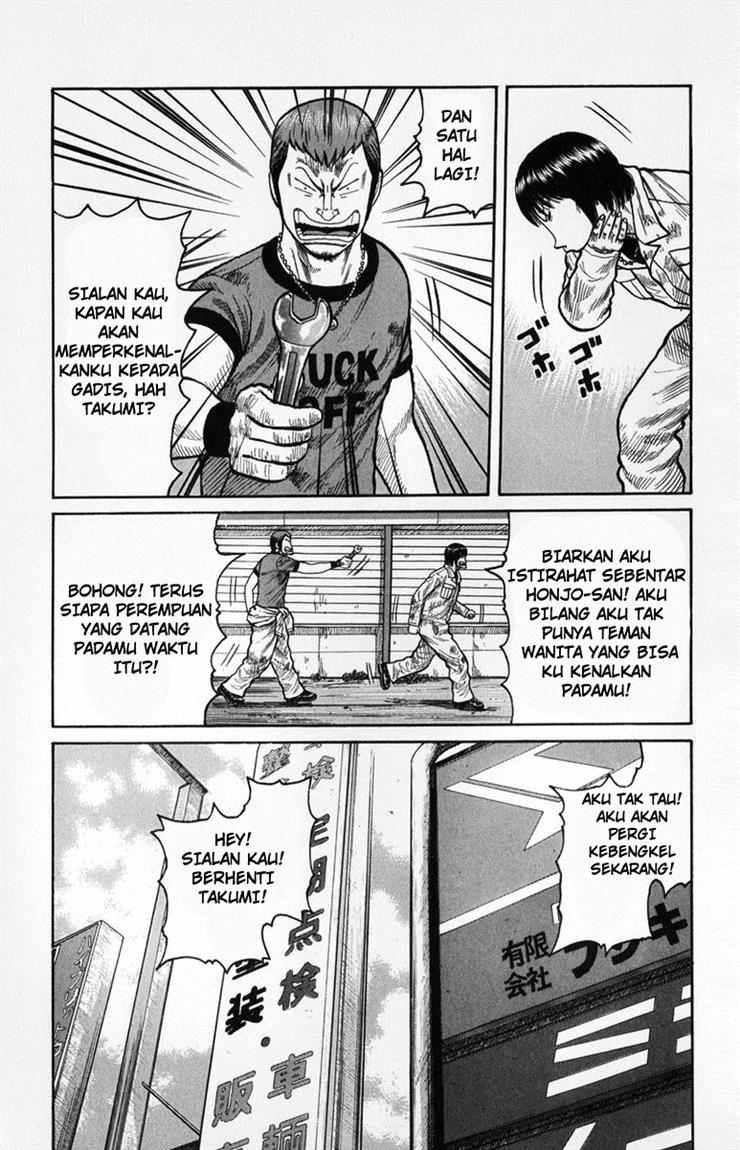 ゴホ
ゴホ
DAN
SATU
HAL
LAGI!
SIALAN KAU,
KAPAN KAU
AKAN
MEMPERKENAL-
KANKU KEPADA
GADIS, HAH
TAKUMI?
UCK
OFF
BIARKAN AKU
ISTIRAHAT SEBENTAR
HONJO-SAN! AKU
BILANG AKU TAK
PUNYA TEMAN
WANITA YANG BISA
KU KENALKAN
PADAMU!
BOHONG! TERUS
SIAPA PEREMPUAN
YANG DATANG
PADAMU WAKTU
ITU?!
AKU TAK TAU!
AKU AKAN
PERGI
KEBENGKEL
SEKARANG!
HEY!
SIALAN KAU!
BERHENTI
TAKUMI!
有限
会社
点検
装・
車輌
販